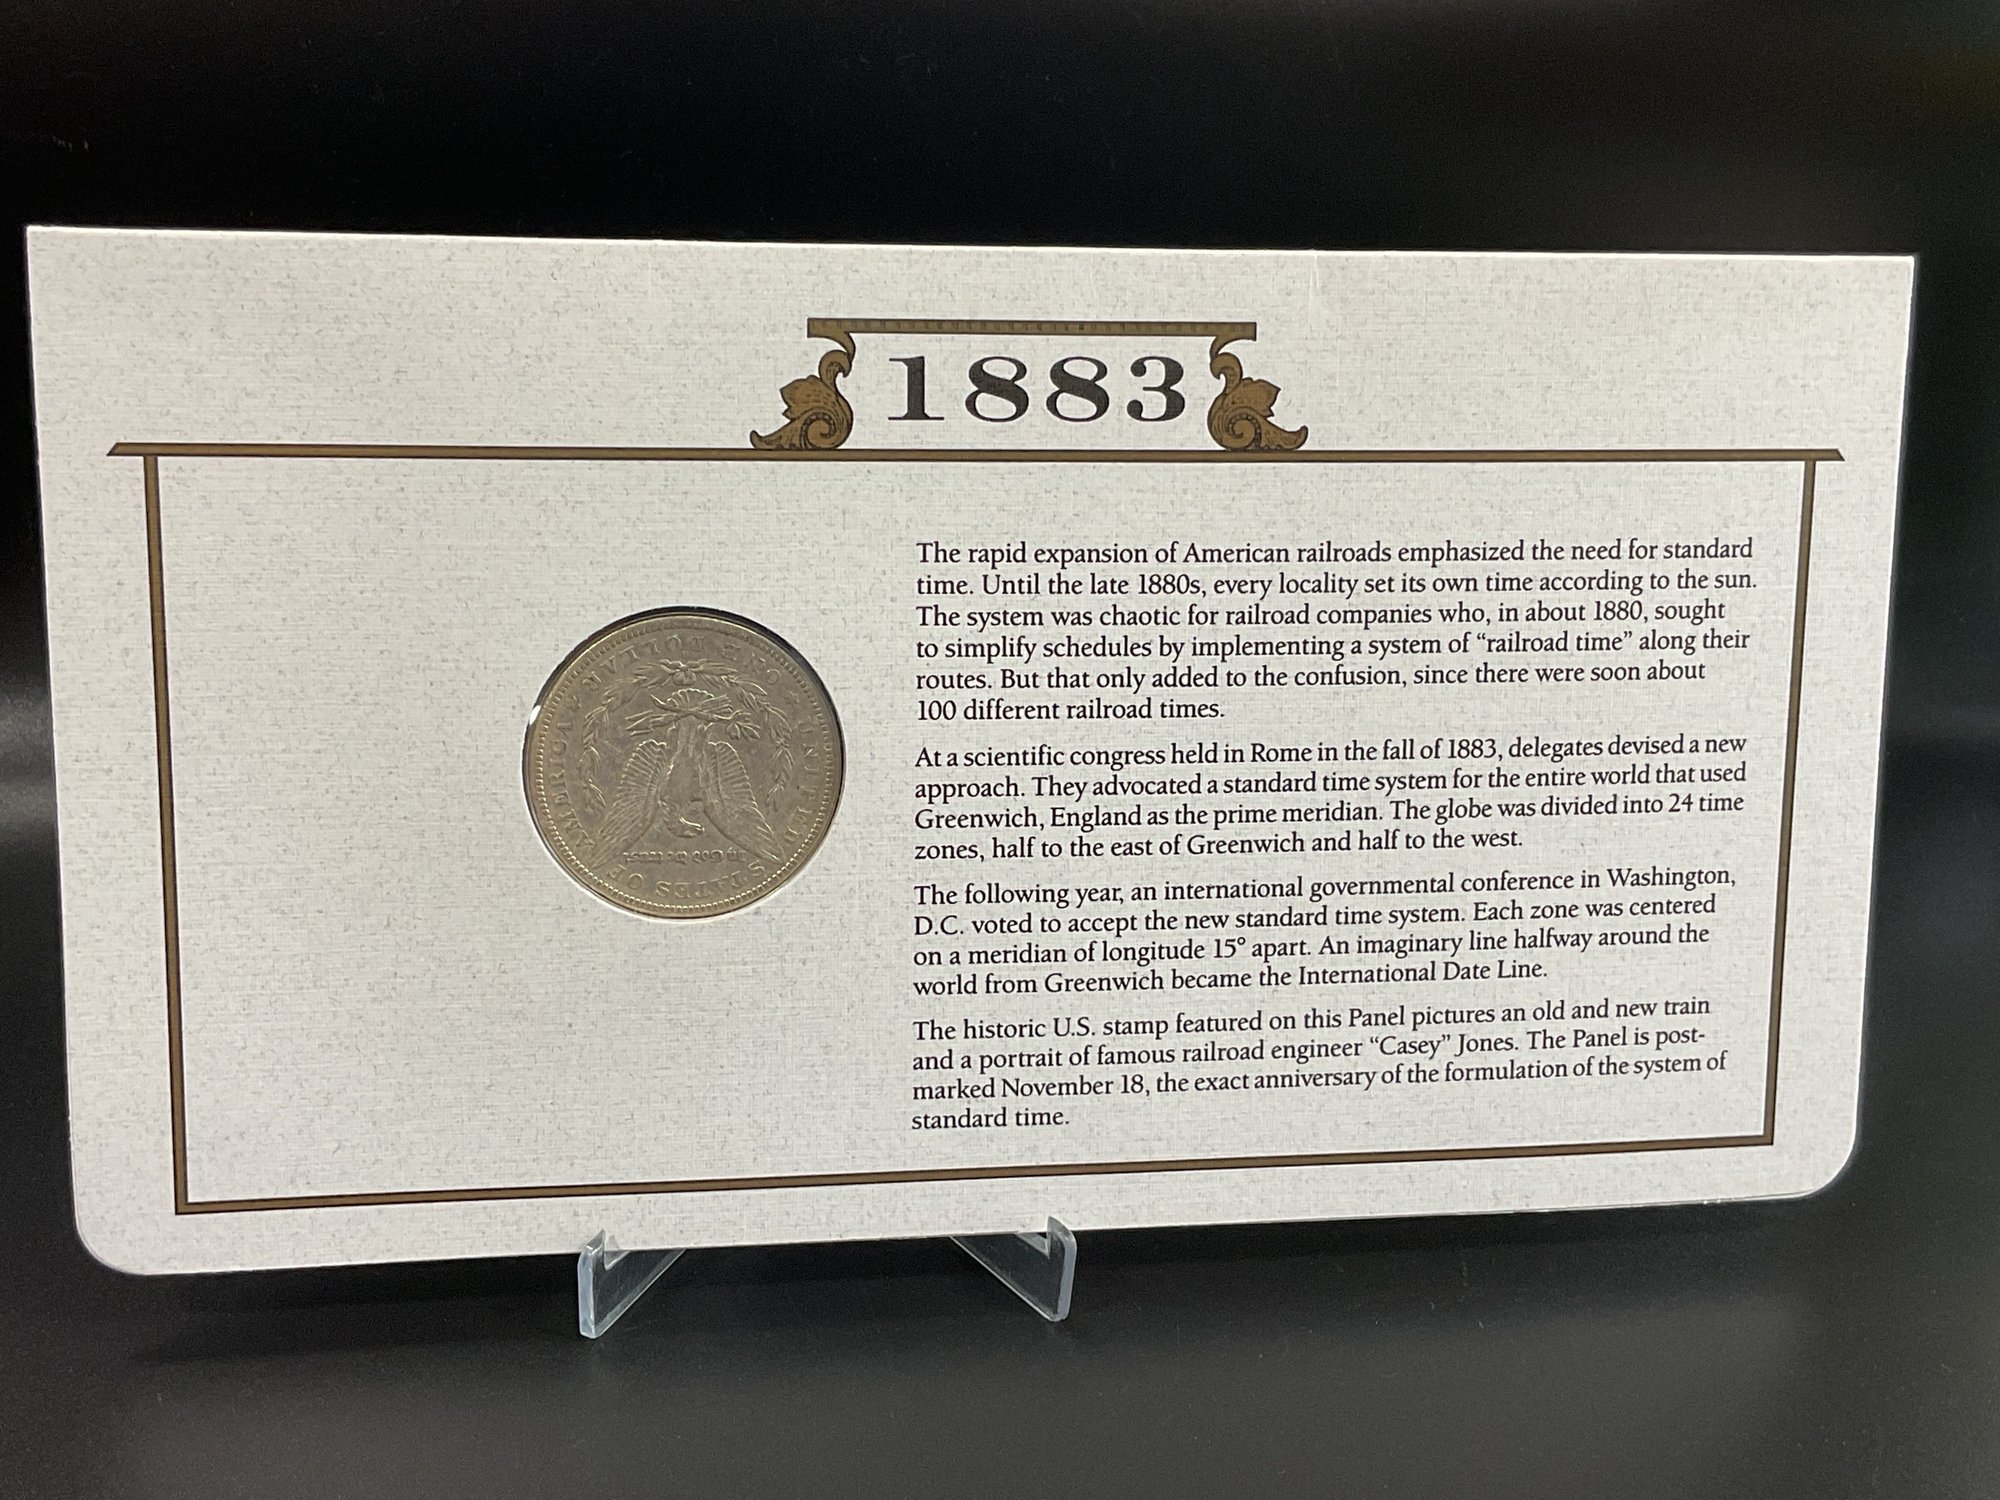 1883
The rapid expansion of American railroads emphasized the need for standard
time. Until the late 1880s, every locality set its own time according to the sun.
The system was chaotic for railroad companies who, in about 1880, sought
to simplify schedules by implementing a system of “railroad time” along their
routes. But that only added to the confusion, since there were soon about
100 different railroad times.
At a scientific congress held in Rome in the fall of 1883, delegates devised a new
approach. They advocated a standard time system for the entire world that used
Greenwich, England as the prime meridian. The globe was divided into 24 time
zones, half to the east of Greenwich and half to the west.
The following year, an international governmental conference in Washington,
D.C. voted to accept the new standard time system. Each zone was centered
on a meridian of longitude 15° apart. An imaginary line halfway around the
world from Greenwich became the International Date Line.
The historic U.S. stamp featured on this Panel pictures an old and new train
and a portrait of famous railroad engineer “Casey” Jones. The Panel is post-
marked November 18, the exact anniversary of the formulation of the system of
standard time.
UNITED STATES OF AMERICA
ONE DOLLAR
In God We Trust